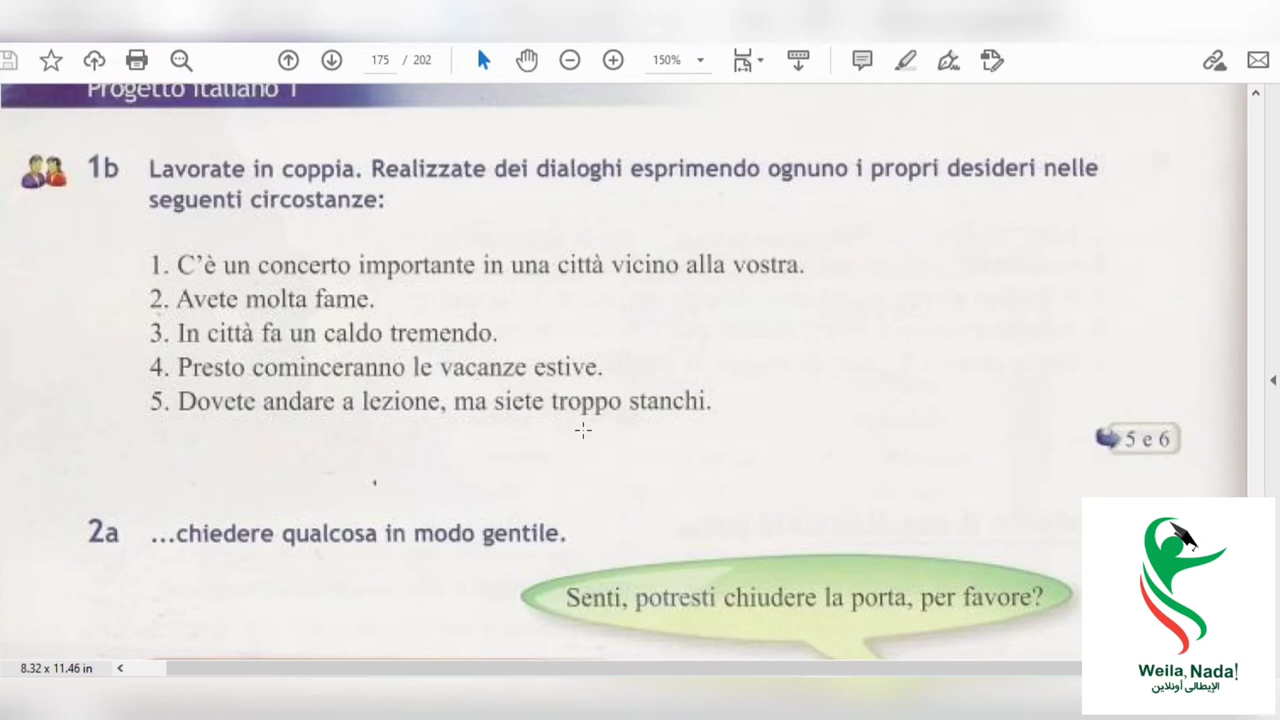 175 / 202
150%
Progetto Italiano 1
1b Lavorate in coppia. Realizzate dei dialoghi esprimendo ognuno i propri desideri nelle
seguenti circostanze:
1. C'è un concerto importante in una città vicino alla vostra.
2. Avete molta fame.
3. In città fa un caldo tremendo.
4. Presto cominceranno le vacanze estive.
5. Dovete andare a lezione, ma siete troppo stanchi.
5 e 6
2a ...chiedere qualcosa in modo gentile.
Senti, potresti chiudere la porta, per favore?
8.32 x 11.46 in
Weila, Nada!
الإيطالى أونلاين